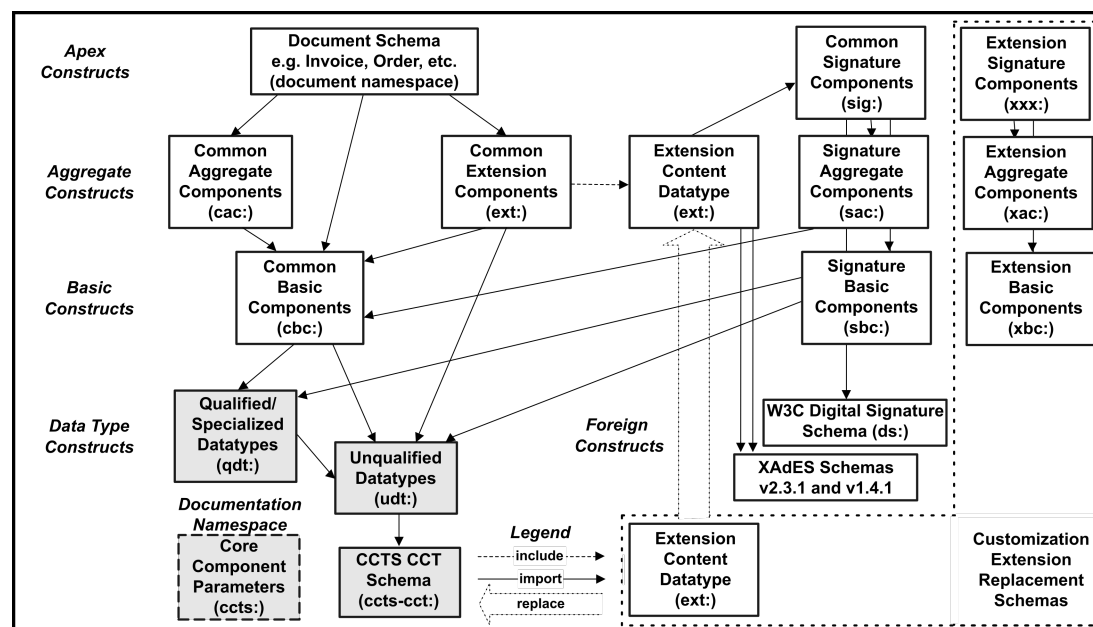 Apex
Constructs
Document Schema
e.g. Invoice, Order, etc.
(document namespace)
Common
Signature
Components
(sig:)
Extension
Signature
Components
(xxx:)
Aggregate
Constructs
Common
Aggregate
Components
(cac:)
Common
Extension
Components
(ext:)
Extension
Content
Datatype
(ext:)
Signature
Aggregate
Components
(sac:)
Extension
Aggregate
Components
(xac:)
Basic
Constructs
Common
Basic
Components
(cbc:)
Signature
Basic
Components
(sbc:)
Extension
Basic
Components
(xbc:)
Data Type
Constructs
Qualified/
Specialized
Datatypes
(qdt:)
Unqualified
Datatypes
(udt:)
Foreign
Constructs
W3C Digital Signature
Schema (ds:)
XAdES Schemas
v2.3.1 and v1.4.1
Documentation
Namespace
Core
Component
Parameters
(ccts:)
CCTS CCT
Schema
(ccts-cct:)
Legend
include
import
replace
Extension
Content
Datatype
(ext:)
Customization
Extension
Replacement
Schemas